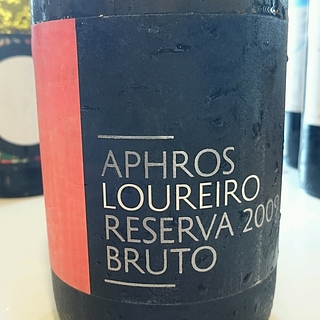 APHROS
LOUREIRO
RESERVA 2009
BRUTO